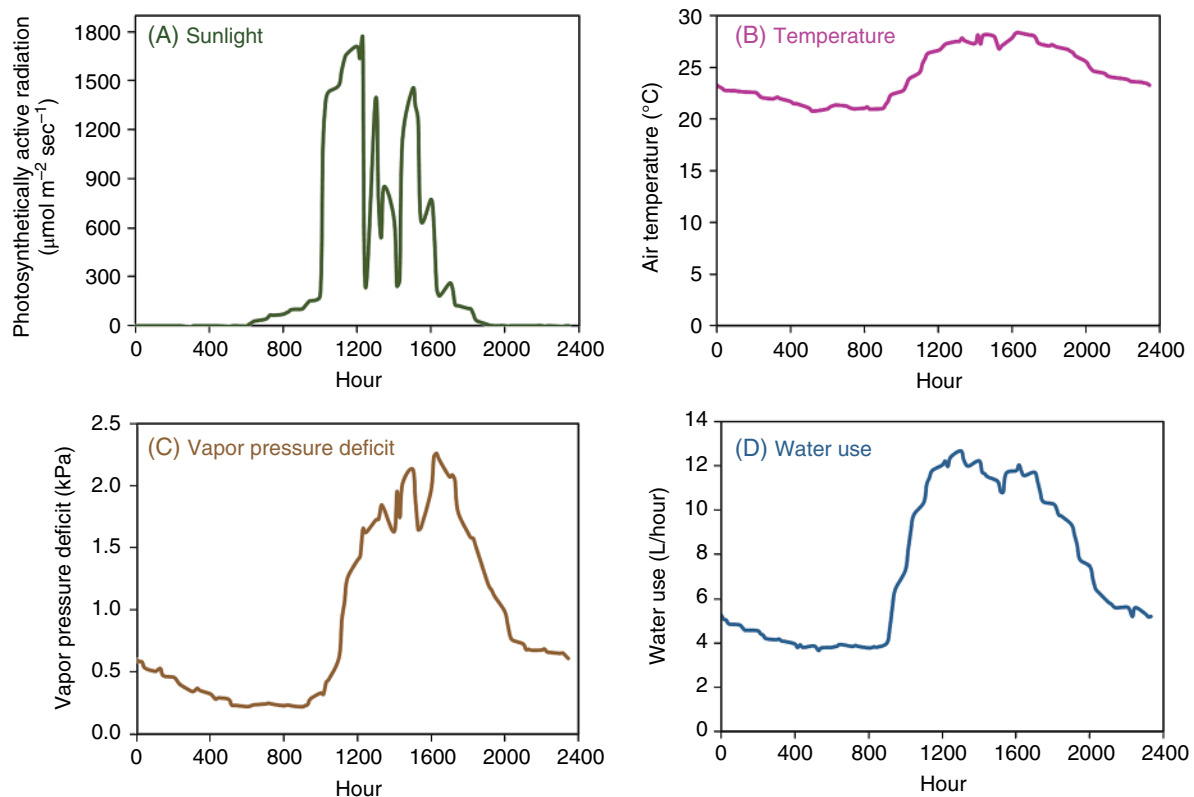 (A) Sunlight
Photosynthetically active radiation
(μmol m⁻² sec⁻¹)
1800
1500
1200
900
600
300
0
0 400 800 1200 1600 2000 2400
Hour
(B) Temperature
Air temperature (°C)
30
25
20
15
10
5
0
0 400 800 1200 1600 2000 2400
Hour
(C) Vapor pressure deficit
Vapor pressure deficit (kPa)
2.5
2.0
1.5
1.0
0.5
0.0
0 400 800 1200 1600 2000 2400
Hour
(D) Water use
Water use (L/hour)
14
12
10
8
6
4
2
0
0 400 800 1200 1600 2000 2400
Hour